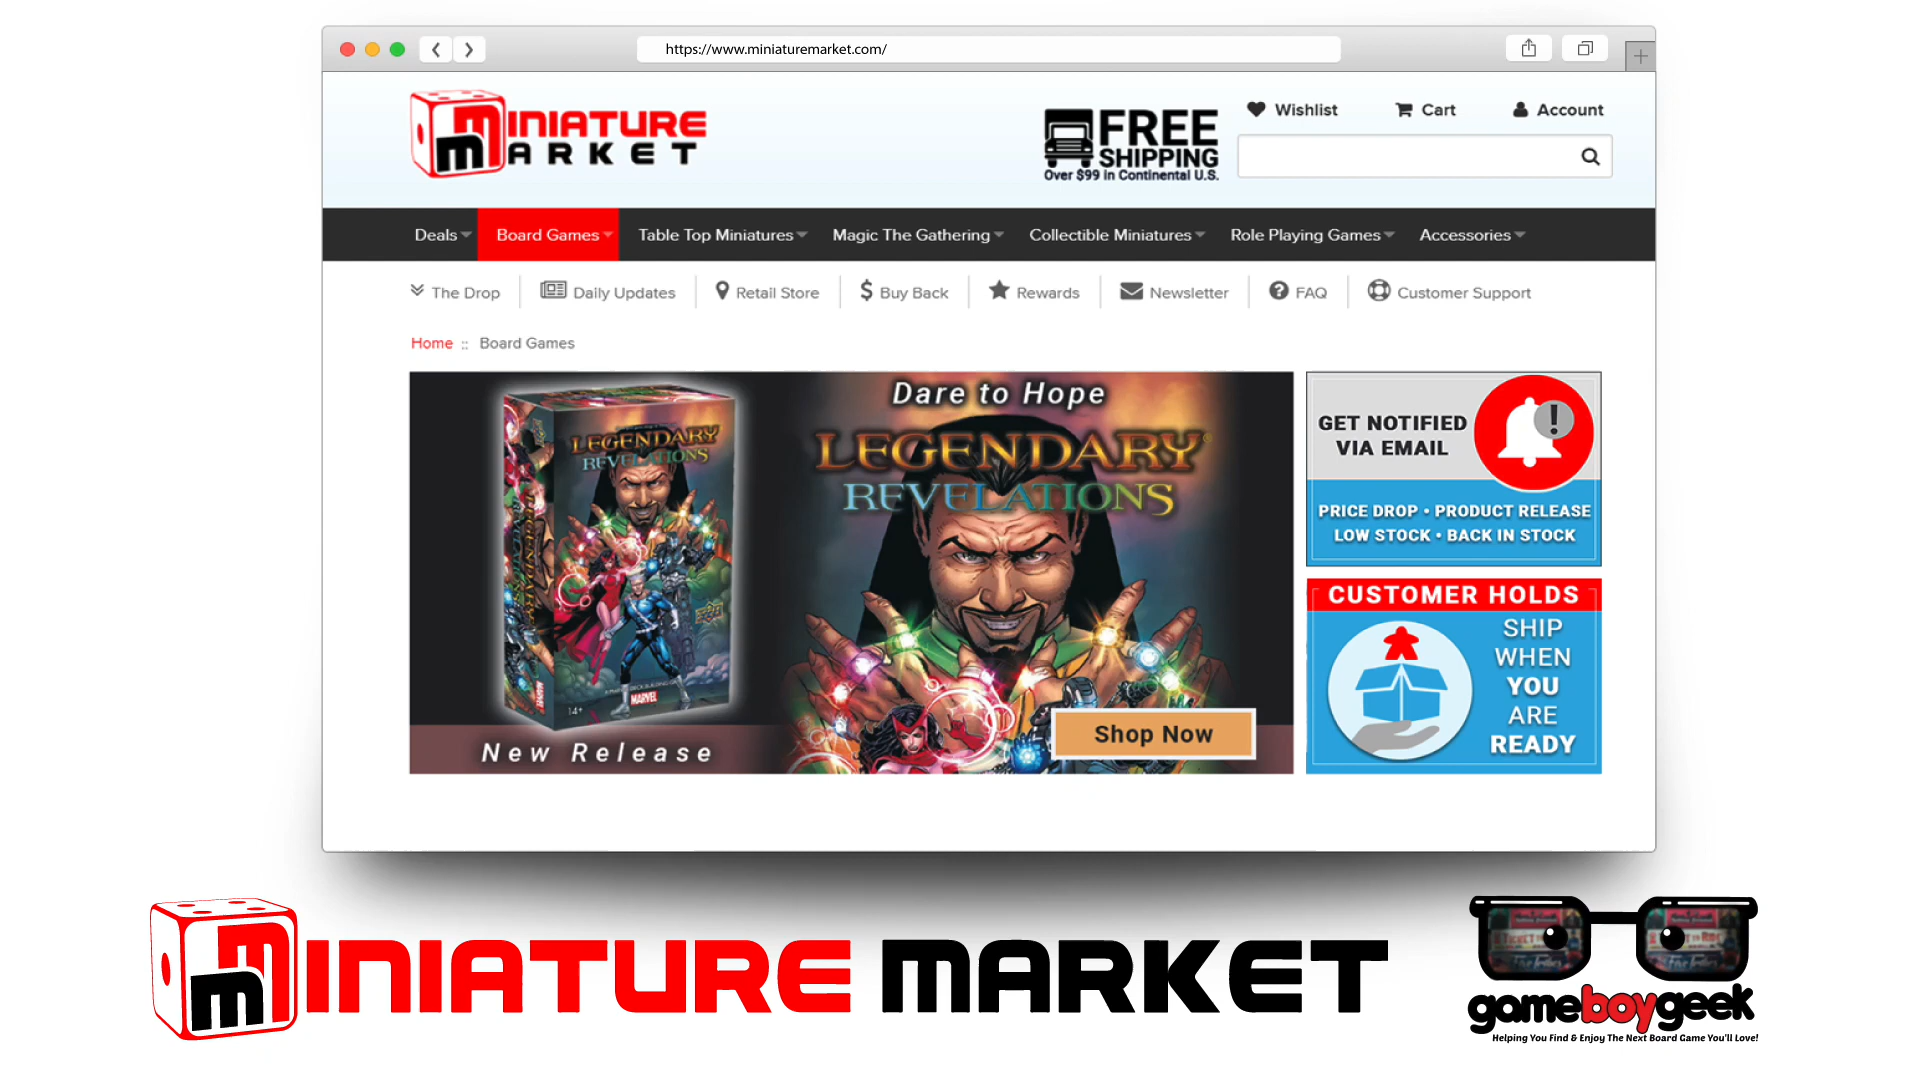 https://www.miniaturemarket.com/
MINIATURE
MARKET
FREE
SHIPPING
Over $99 in Continental U.S.
Wishlist
Cart
Account
Deals
Board Games
Table Top Miniatures
Magic The Gathering
Collectible Miniatures
Role Playing Games
Accessories
The Drop
Daily Updates
Retail Store
$ Buy Back
Rewards
Newsletter
? FAQ
Customer Support
Home :: Board Games
LEGENDARY
REVELATIONS
MARVEL
14+
New Release
Dare to Hope
LEGENDARY®
REVELATIONS
Shop Now
GET NOTIFIED
VIA EMAIL
!
PRICE DROP • PRODUCT RELEASE
LOW STOCK • BACK IN STOCK
CUSTOMER HOLDS
SHIP
WHEN
YOU
ARE
READY
MINIATURE MARKET
gameboygeek
Helping You Find & Enjoy The Next Board Game You'll Love!